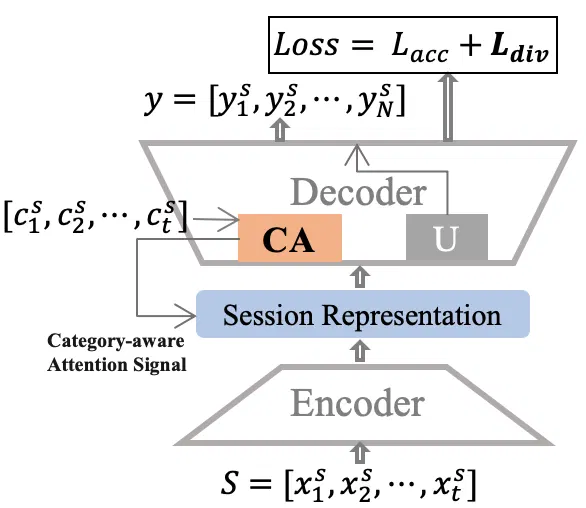 Loss = L_acc + L_div
y = [y_1^s, y_2^s, ⋯, y_N^s]
Decoder
[c_1^s, c_2^s, ⋯, c_t^s]
CA
U
Session Representation
Category-aware
Attention Signal
Encoder
S = [x_1^s, x_2^s, ⋯, x_t^s]